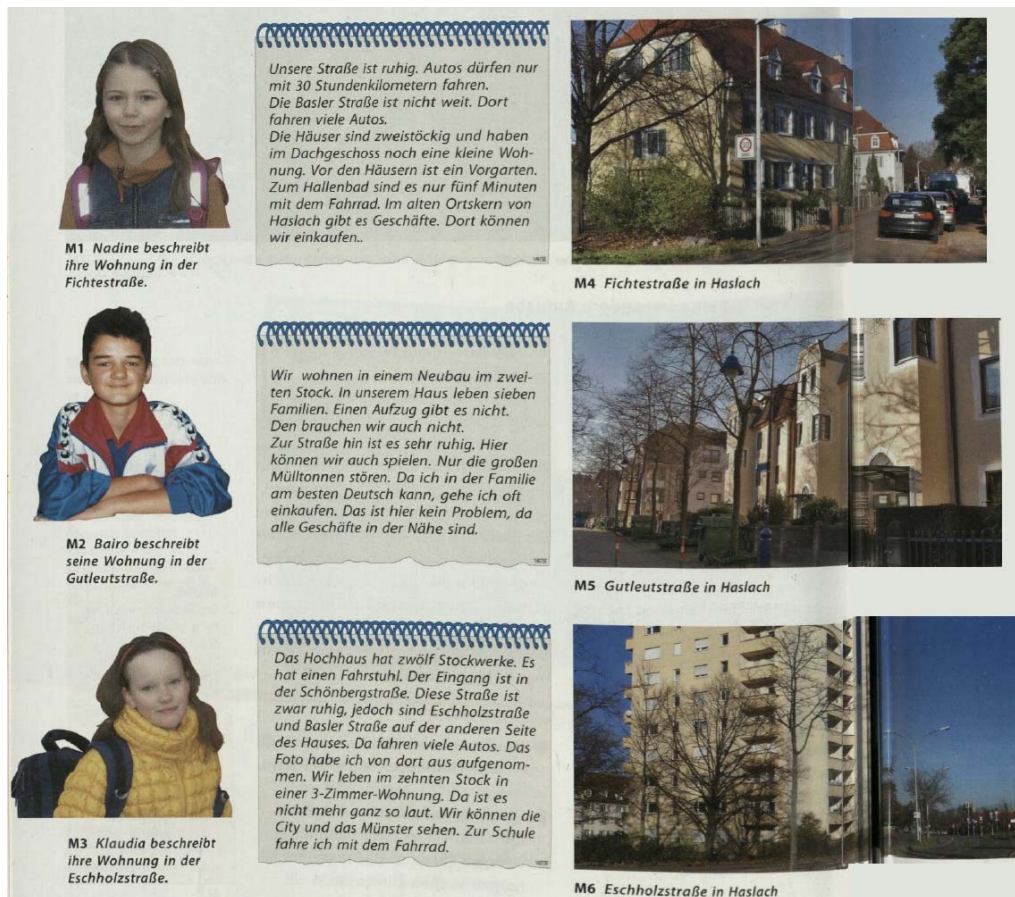 Unsere Straße ist ruhig. Autos dürfen nur
mit 30 Stundenkilometern fahren.
Die Basler Straße ist nicht weit. Dort
fahren viele Autos.
Die Häuser sind zweistöckig und haben
im Dachgeschoss noch eine kleine Woh-
nung. Vor den Häusern ist ein Vorgarten.
Zum Hallenbad sind es nur fünf Minuten
mit dem Fahrrad. Im alten Ortskern von
Haslach gibt es Geschäfte. Dort können
wir einkaufen..
M1 Nadine beschreibt
ihre Wohnung in der
Fichtestraße.
M4 Fichtestraße in Haslach
Wir wohnen in einem Neubau im zwei-
ten Stock. In unserem Haus leben sieben
Familien. Einen Aufzug gibt es nicht.
Den brauchen wir auch nicht.
Zur Straße hin ist es sehr ruhig. Hier
können wir auch spielen. Nur die großen
Mülltonnen stören. Da ich in der Familie
am besten Deutsch kann, gehe ich oft
einkaufen. Das ist hier kein Problem, da
alle Geschäfte in der Nähe sind.
M2 Bairo beschreibt
seine Wohnung in der
Gutleutstraße.
M5 Gutleutstraße in Haslach
Das Hochhaus hat zwölf Stockwerke. Es
hat einen Fahrstuhl. Der Eingang ist in
der Schönbergstraße. Diese Straße ist
zwar ruhig, jedoch sind Eschholzstraße
und Basler Straße auf der anderen Seite
des Hauses. Da fahren viele Autos. Das
Foto habe ich von dort aus aufgenom-
men. Wir leben im zehnten Stock in
einer 3-Zimmer-Wohnung. Da ist es
nicht mehr ganz so laut. Wir können die
City und das Münster sehen. Zur Schule
fahre ich mit dem Fahrrad.
M3 Klaudia beschreibt
ihre Wohnung in der
Eschholzstraße.
M6 Eschholzstraße in Haslach